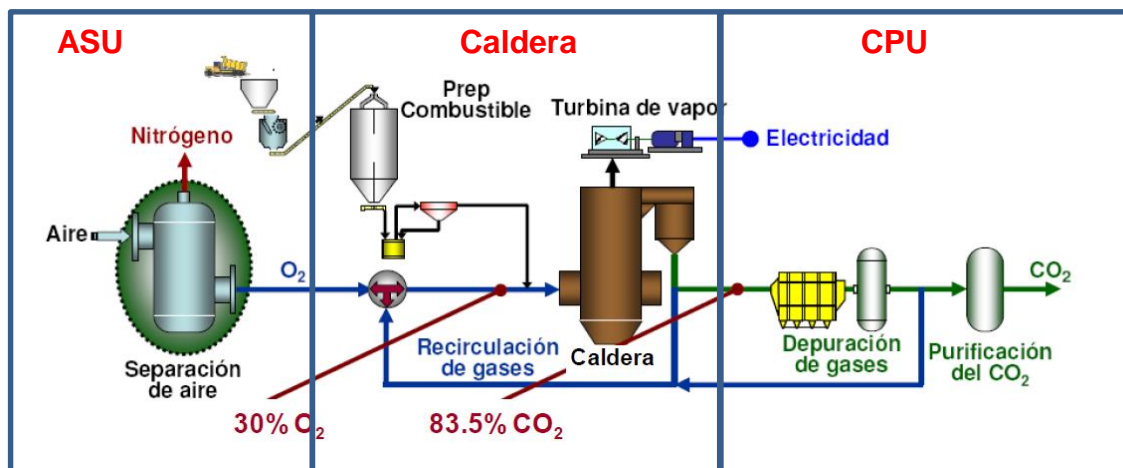 ASU
Caldera
CPU
Prep
Combustible
Turbina de vapor
Nitrógeno
Electricidad
Aire
O₂
CO₂
Separación
de aire
Recirculación
de gases
Caldera
Depuración
de gases
Purificación
del CO₂
30% O₂
83.5% CO₂